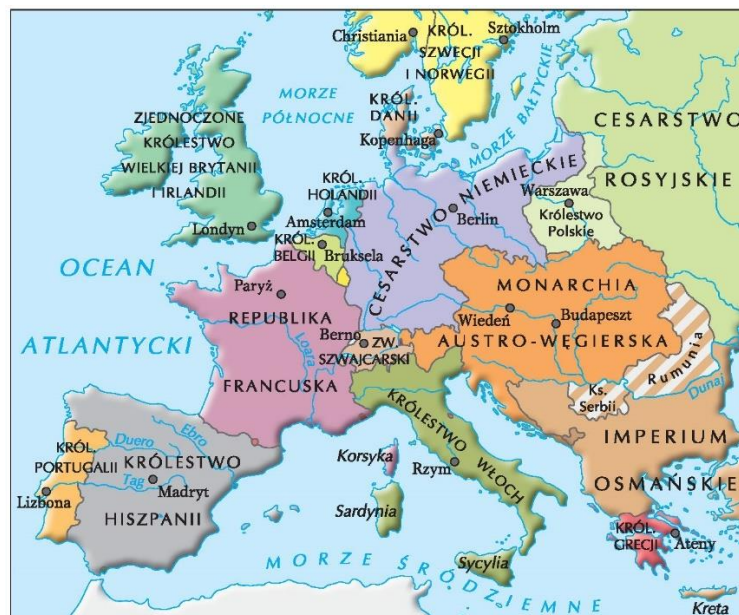 Christiania
KRÓL.
SZWECJI
I NORWEGII
Sztokholm
MORZE
PÓŁNOCNE
KRÓL.
DANII
Kopenhaga
MORZE BAŁTYCKIE
CESARSTWO
ROSYJSKIE
ZJEDNOCZONE
KRÓLESTWO
WIELKIEJ BRYTANII
I IRLANDII
Londyn
KRÓL.
HOLANDII
Amsterdam
CESARSTWO NIEMIECKIE
Berlin
Warszawa
Królestwo
Polskie
KRÓL.
BELGII
Bruksela
OCEAN
ATLANTYCKI
Paryż
REPUBLIKA
FRANCUSKA
Loara
Berno
ZW.
SZWAJCARSKI
MONARCHIA
AUSTRO-WĘGIERSKA
Wiedeń
Budapeszt
Rumunia
Ks.
Serbii
Dunaj
IMPERIUM
OSMAŃSKIE
KRÓLESTWO WŁOCH
Rzym
Korsyka
Sardynia
Sycylia
KRÓL.
PORTUGALII
Lizbona
Duero
Ebro
Tag
KRÓLESTWO
HISZPANII
Madryt
KRÓL.
GRECJI
Ateny
MORZE ŚRÓDZIEMNE
Kreta